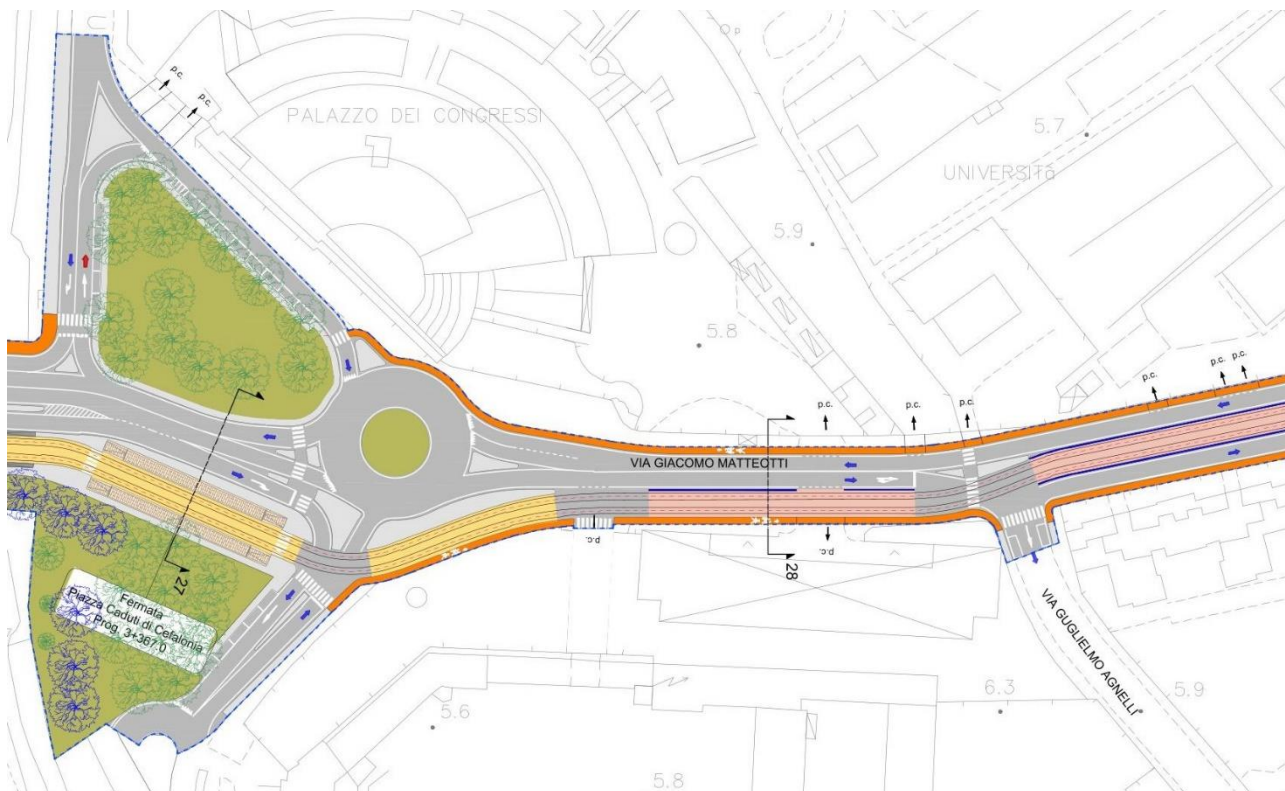 p.c.
p.c.
PALAZZO DEI CONGRESSI
5.7
UNIVERSITà
5.9
5.8
p.c.
p.c.
p.c.
p.c.
p.c.
p.c.
VIA GIACOMO MATTEOTTI
27
28
p.c.
p.c.
Fermata
Piazza Caduti di Cefalonia
Prog. 3+367.0
VIA GUGLIELMO AGNELLI
5.6
6.3
5.9
5.8